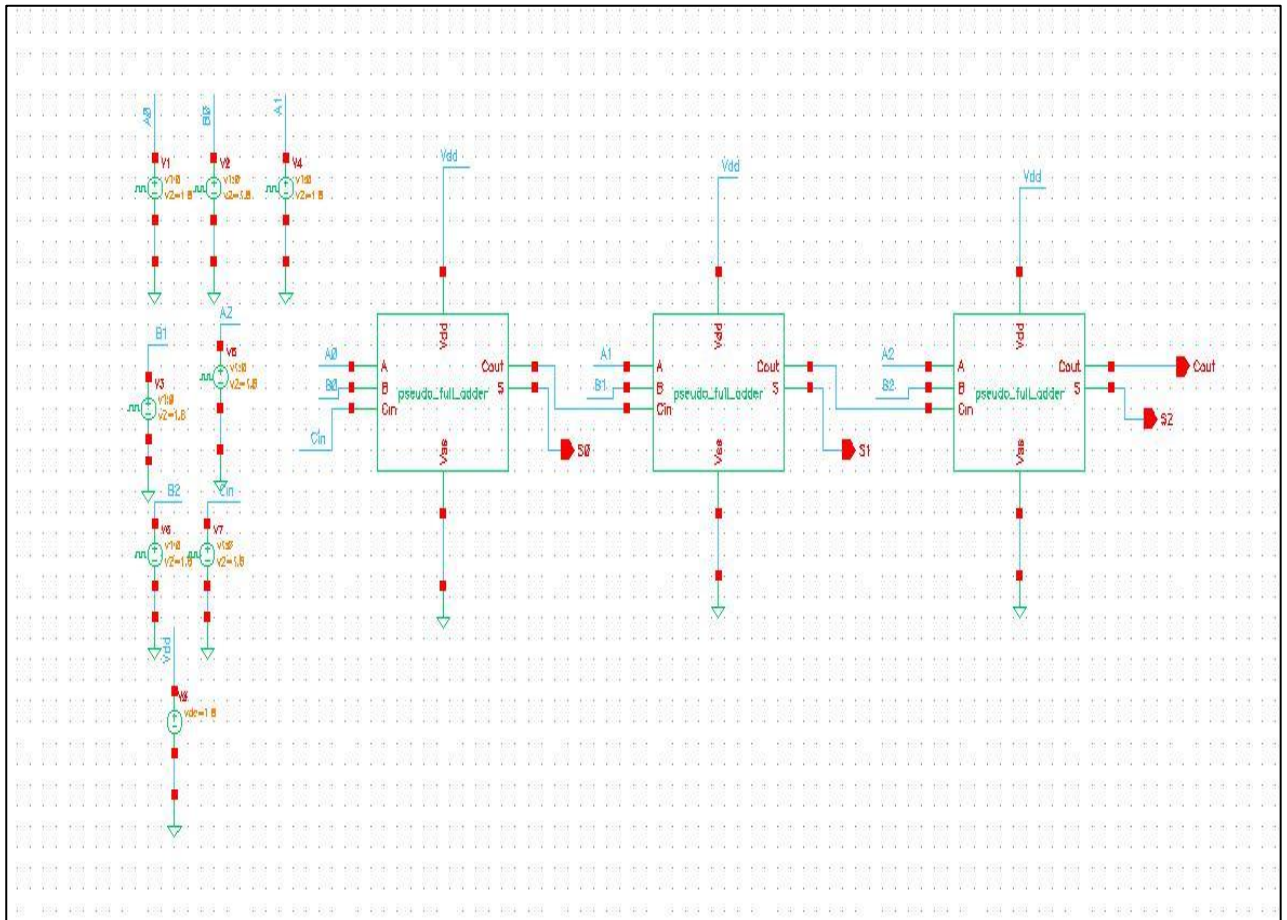 A0
B0
A1
V1
v1:0
v2=1.8
V2
v1:0
v2=1.8
V4
v1:0
v2=1.8
B1
A2
V3
v1:0
v2=1.8
v1:0
v2=1.8
B2
Cin
v1:0
v2=1.8
V7
v1:0
v2=1.8
Vdd
vdc=1.8
Vdd
Vdd
A0
A
Cout
B0
B
pseudo_full_adder
S
Cin
Cin
Vss
S0
Vdd
Vdd
A1
A
Cout
B1
B
pseudo_full_adder
S
Cin
Vss
S1
Vdd
Vdd
A2
A
Cout
Cout
B2
B
pseudo_full_adder
S
Cin
Vss
S2